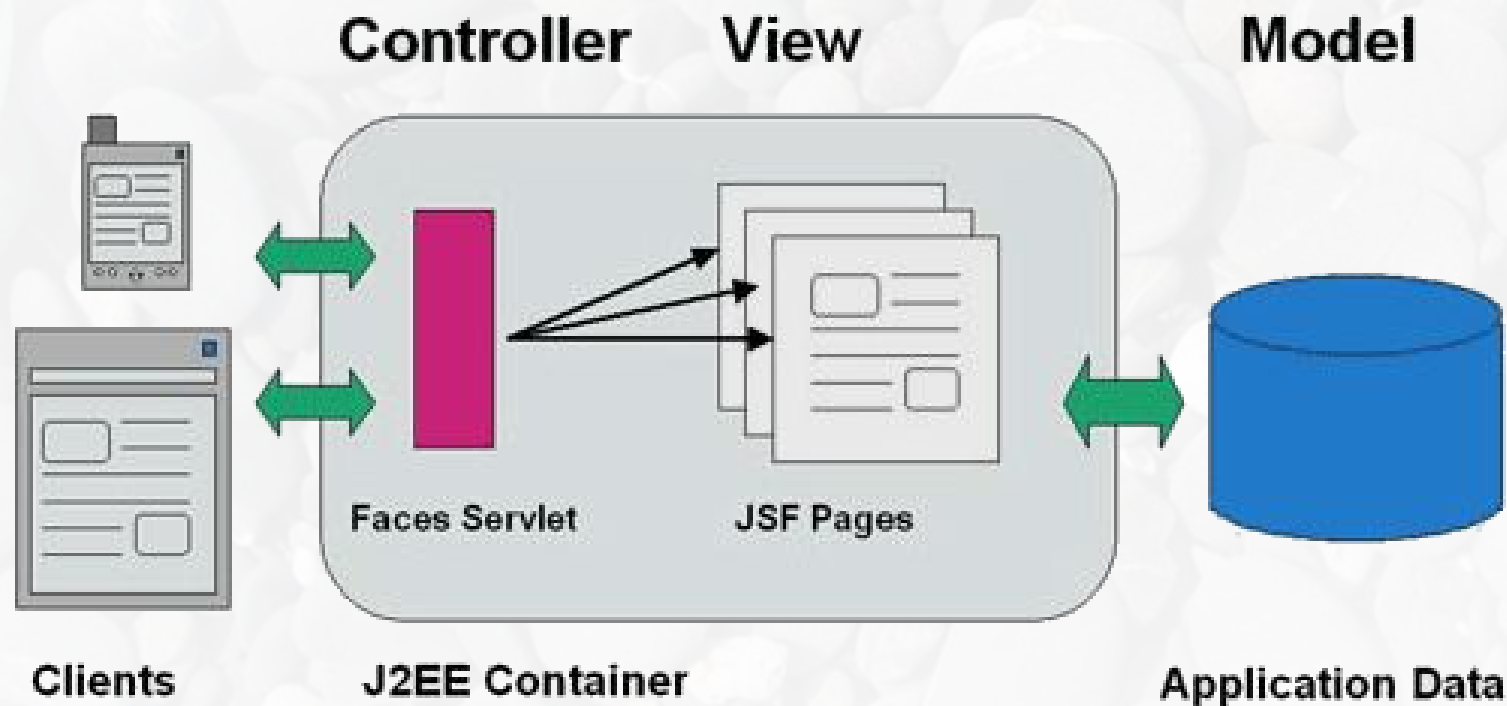 Controller View Model
Faces Servlet JSF Pages
Clients J2EE Container Application Data